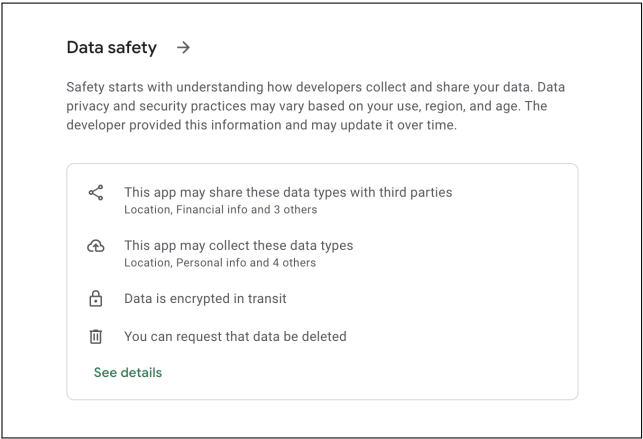 Data safety →
Safety starts with understanding how developers collect and share your data. Data
privacy and security practices may vary based on your use, region, and age. The
developer provided this information and may update it over time.
This app may share these data types with third parties
Location, Financial info and 3 others
This app may collect these data types
Location, Personal info and 4 others
Data is encrypted in transit
You can request that data be deleted
See details